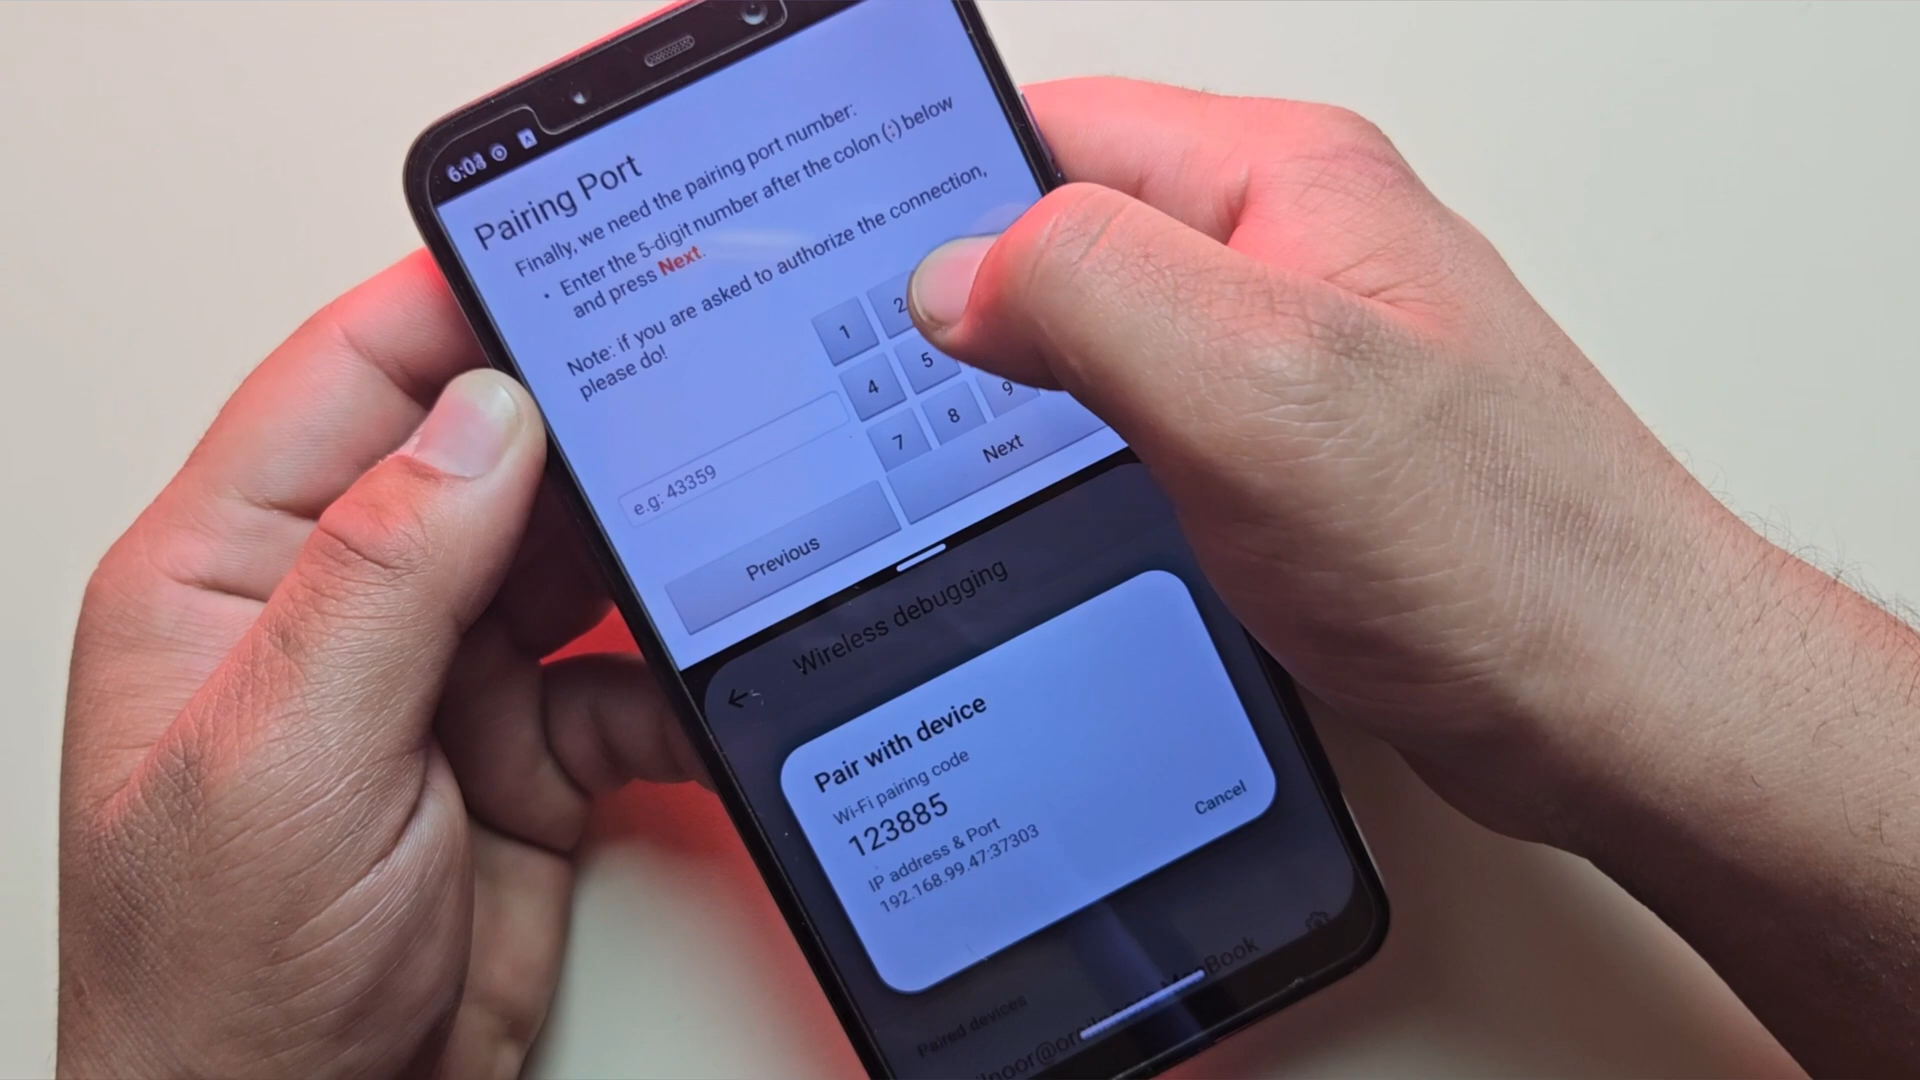 6:03
Pairing Port
Finally, we need the pairing port number:
• Enter the 5-digit number after the colon (:) below
and press Next.
Note: if you are asked to authorize the connection,
please do!
e.g: 43359
1 2
4 5
7 8 9
Previous
Next
Wireless debugging
Pair with device
Wi-Fi pairing code
123885
IP address & Port
192.168.99.47:37303
Cancel
Paired devices